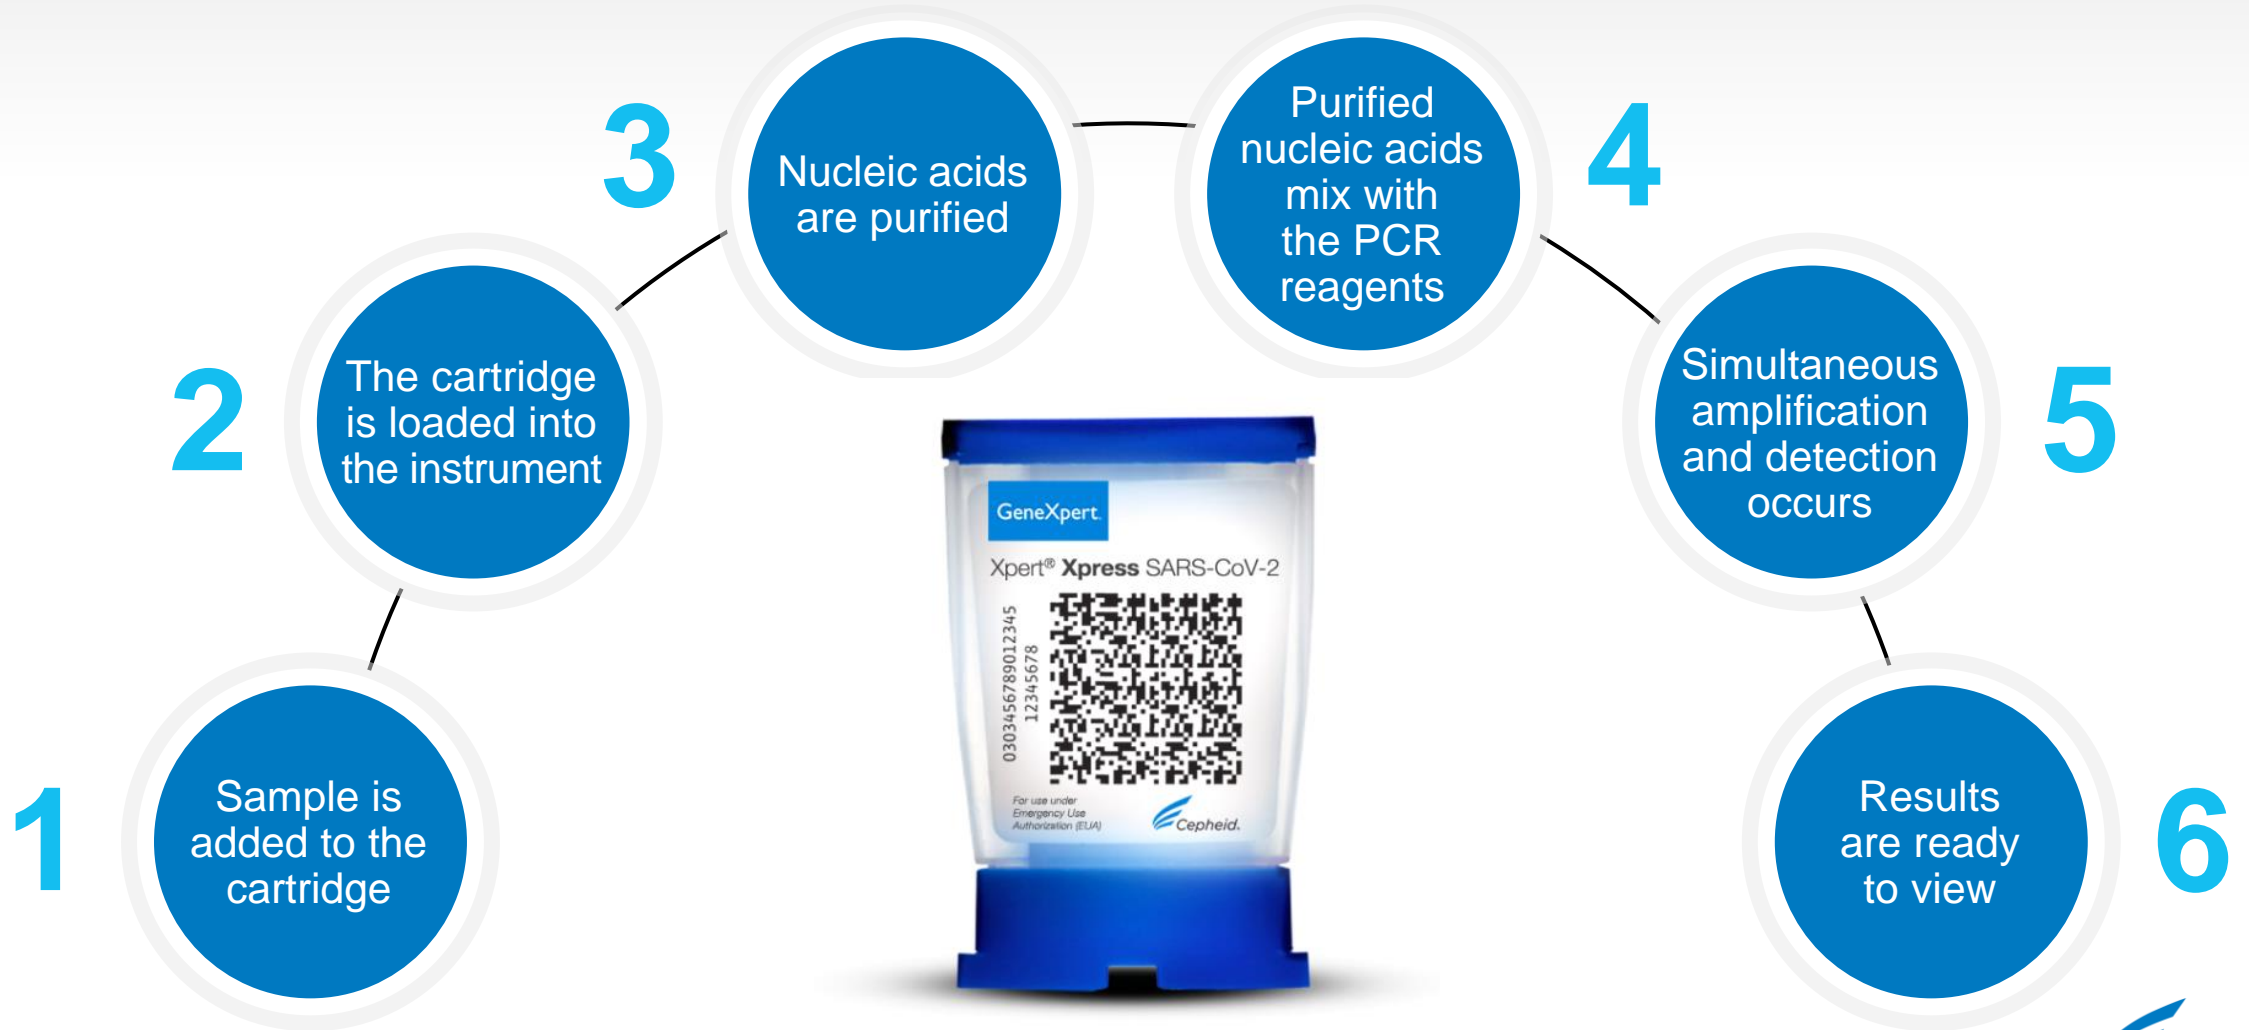 1
Sample is
added to the
cartridge
2
The cartridge
is loaded into
the instrument
3
Nucleic acids
are purified
4
Purified
nucleic acids
mix with
the PCR
reagents
5
Simultaneous
amplification
and detection
occurs
6
Results
are ready
to view
GeneXpert.
Xpert® Xpress SARS-CoV-2
0303456789012345
12345678
For use under
Emergency Use
Authorization (EUA)
Cepheid.